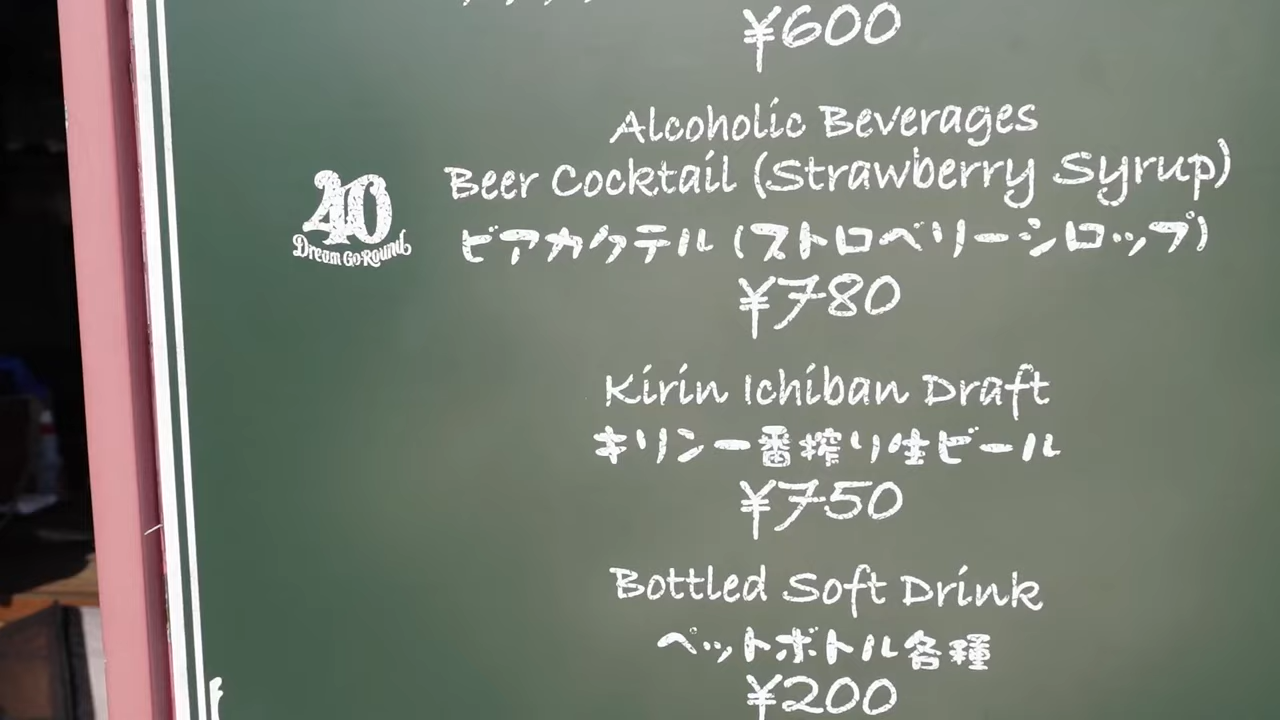 ¥600
Alcoholic Beverages
Beer Cocktail (Strawberry Syrup)
40
Dream Go-Round
ビアカクテル (ストロベリーシロップ)
¥780
Kirin Ichiban Draft
キリン一番搾り生ビール
¥750
Bottled Soft Drink
ペットボトル各種
¥200